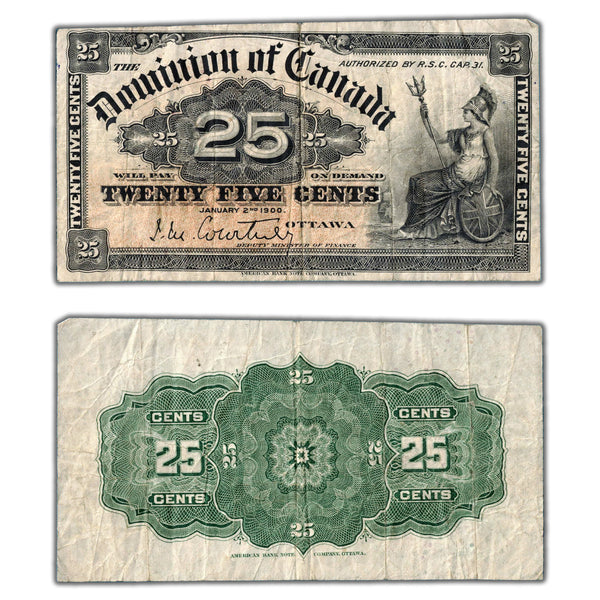 25 25
THE Dominion of Canada
AUTHORIZED BY R.S.C. CAP. 31.
TWENTY FIVE CENTS
25 25 25
TWENTY FIVE CENTS
WILL PAY ON DEMAND
TWENTY FIVE CENTS
JANUARY 2ND 1900.
OTTAWA
J M Courtney
DEPUTY MINISTER OF FINANCE
25 25
AMERICAN BANK NOTE COMPANY, OTTAWA.
25
CENTS CENTS
25 25 25 25
CENTS CENTS
25
AMERICAN BANK NOTE COMPANY, OTTAWA.